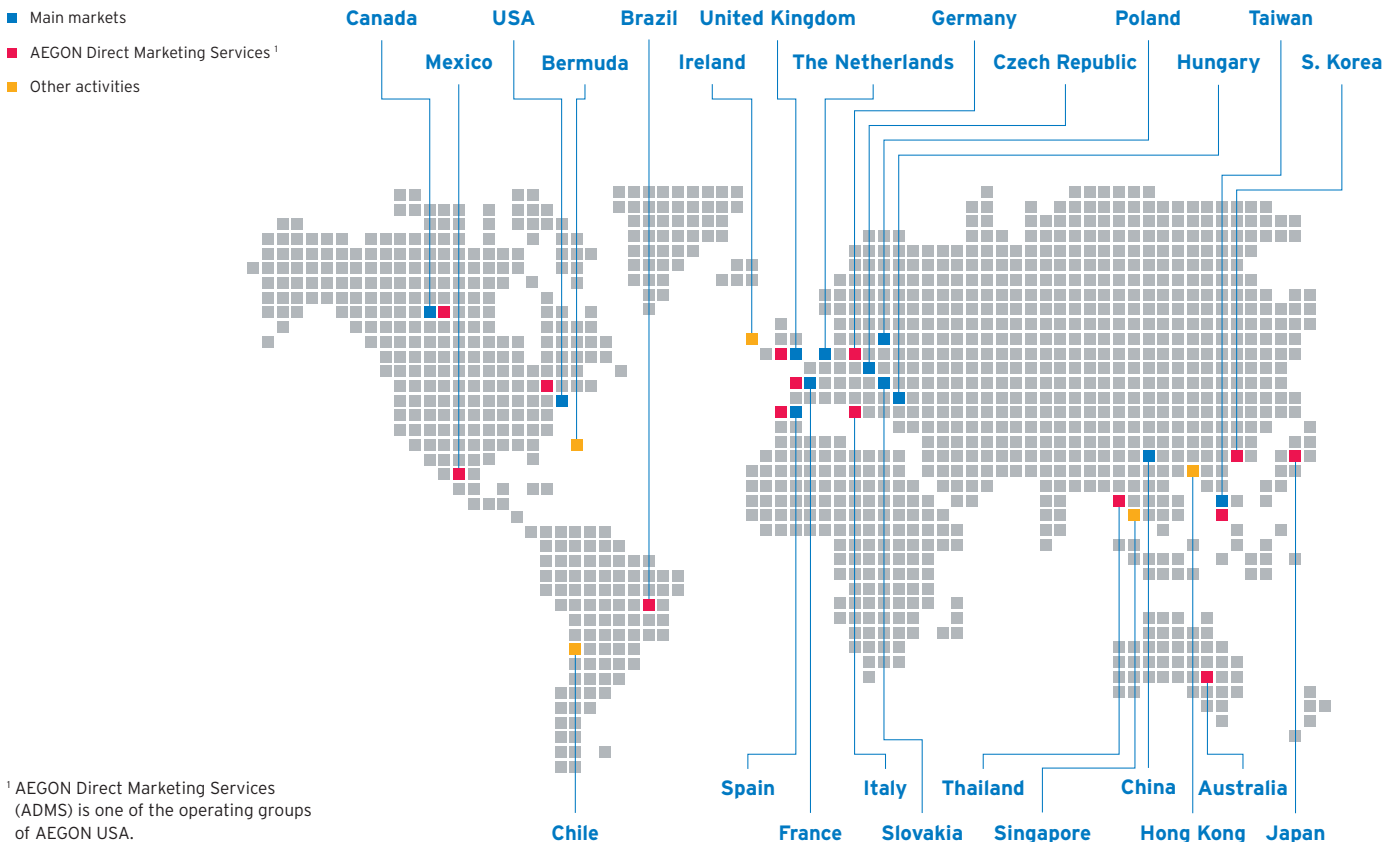 Main markets
AEGON Direct Marketing Services ¹
Other activities
Canada
USA
Brazil
United Kingdom
Germany
Poland
Taiwan
Mexico
Bermuda
Ireland
The Netherlands
Czech Republic
Hungary
S. Korea
Spain
Italy
Thailand
China
Australia
Chile
France
Slovakia
Singapore
Hong Kong
Japan
¹ AEGON Direct Marketing Services
(ADMS) is one of the operating groups
of AEGON USA.